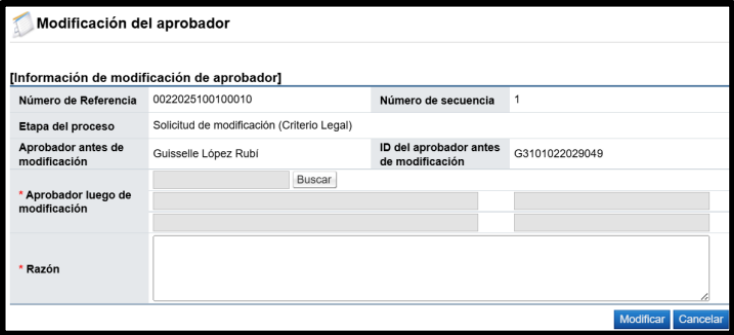 Modificación del aprobador
[Información de modificación de aprobador]
Número de Referencia 0022025100100010 Número de secuencia 1
Etapa del proceso Solicitud de modificación (Criterio Legal)
Aprobador antes de modificación Guisselle López Rubí ID del aprobador antes de modificación G3101022029049
* Aprobador luego de modificación Buscar
* Razón
Modificar Cancelar